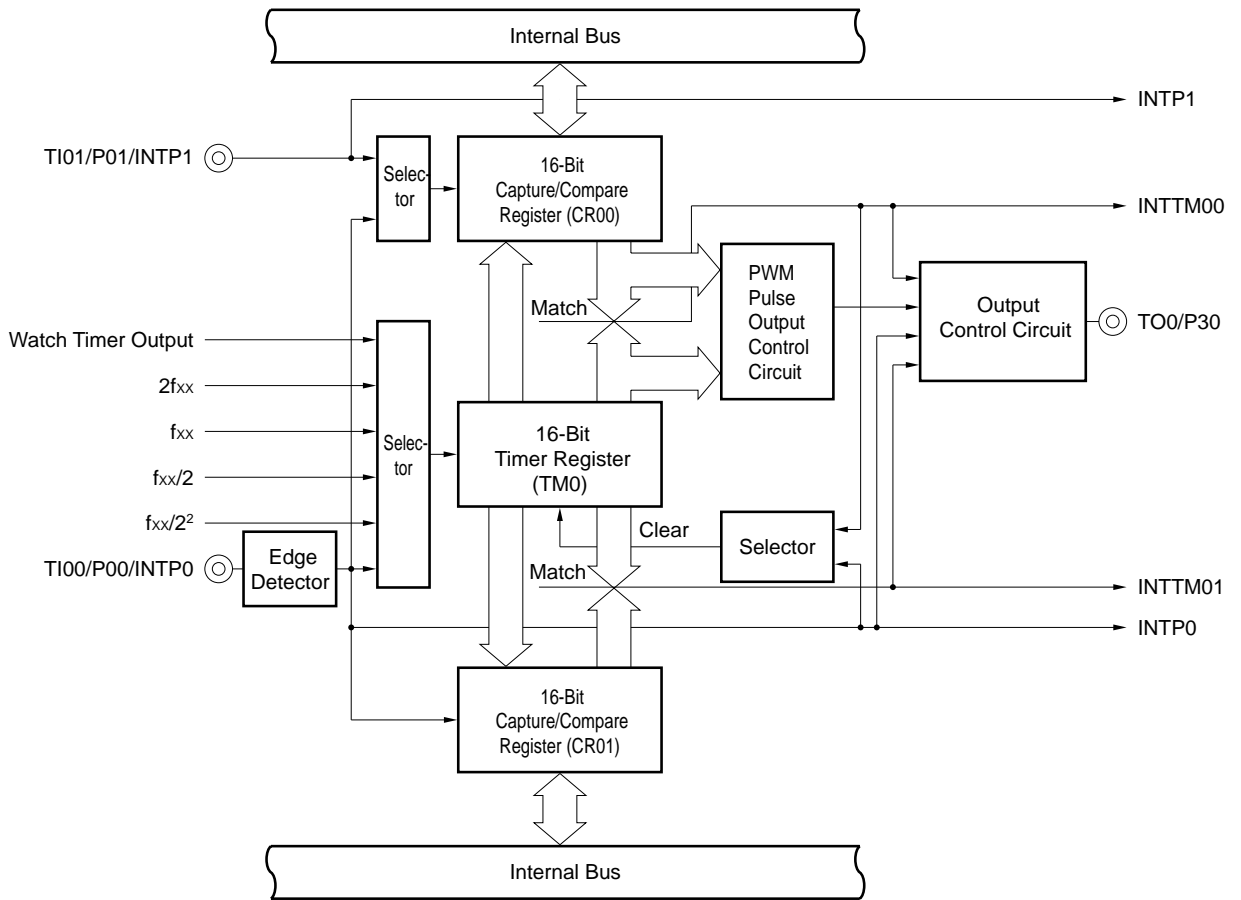 Internal Bus
INTP1
TI01/P01/INTP1
Selec-
tor
16-Bit
Capture/Compare
Register (CR00)
INTTM00
PWM
Pulse
Output
Control
Circuit
Output
Control Circuit
TO0/P30
Match
Watch Timer Output
2fxx
fxx
fxx/2
fxx/2²
Selec-
tor
16-Bit
Timer Register
(TM0)
Clear
Selector
TI00/P00/INTP0
Edge
Detector
Match
INTTM01
INTP0
16-Bit
Capture/Compare
Register (CR01)
Internal Bus